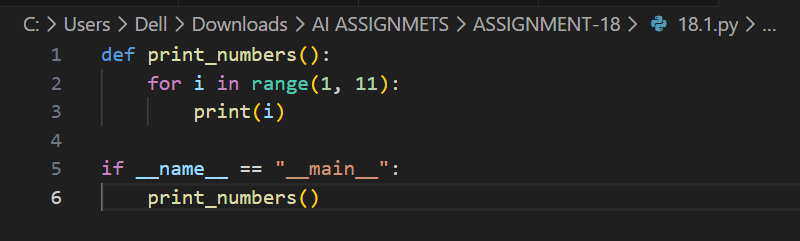 C: > Users > Dell > Downloads > AI ASSIGNMETS > ASSIGNMENT-18 > 18.1.py > ...
1 def print_numbers():
2     for i in range(1, 11):
3         print(i)
4
5 if __name__ == "__main__":
6     print_numbers()